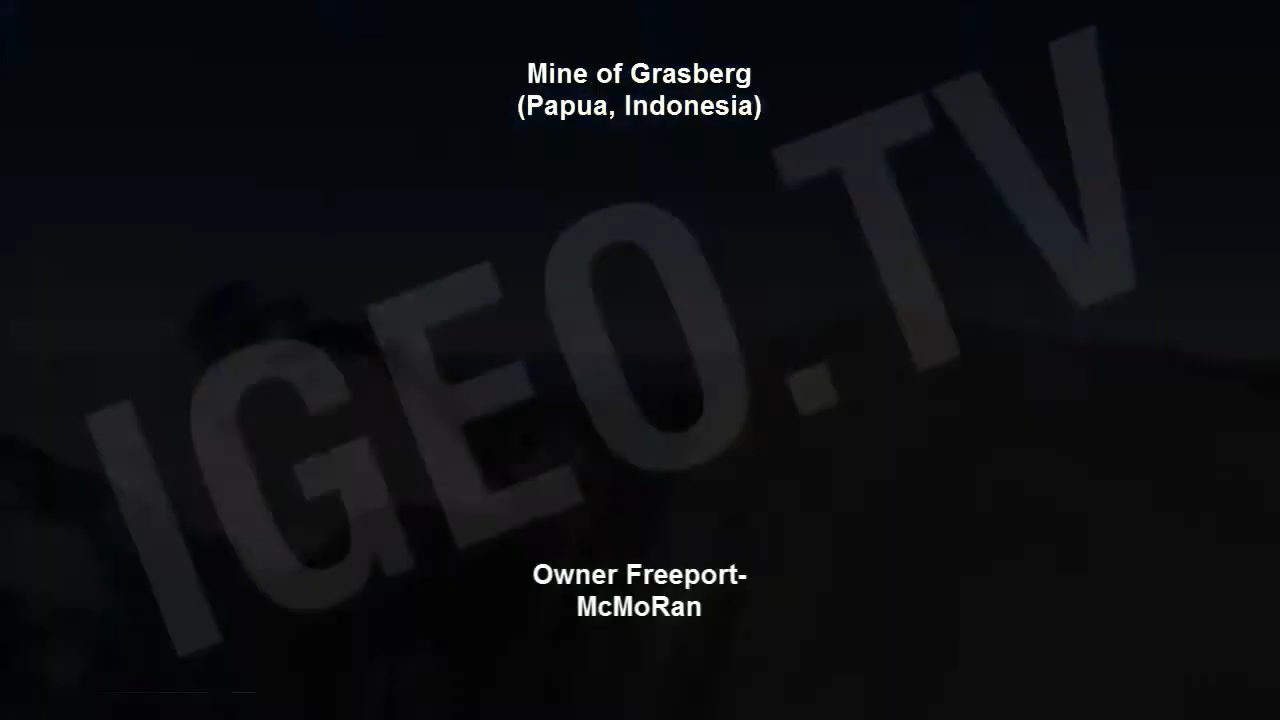 Mine of Grasberg
(Papua, Indonesia)
IGEO.TV
Owner Freeport-
McMoRan